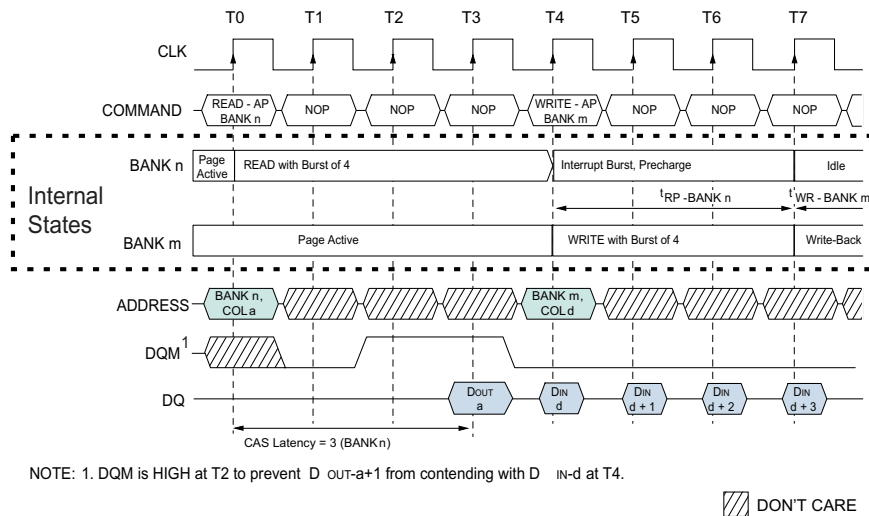 T0 T1 T2 T3 T4 T5 T6 T7
CLK
COMMAND
READ - AP
BANK n
NOP
NOP
NOP
WRITE - AP
BANK m
NOP
NOP
NOP
BANK n
Page
Active
READ with Burst of 4
Interrupt Burst, Precharge
Idle
Internal
States
tRP -BANK n
t WR - BANK m
BANK m
Page Active
WRITE with Burst of 4
Write-Back
ADDRESS
BANK n,
COL a
BANK m,
COL d
DQM1
DQ
DOUT
a
DIN
d
DIN
d + 1
DIN
d + 2
DIN
d + 3
CAS Latency = 3 (BANK n)
NOTE: 1. DQM is HIGH at T2 to prevent D OUT-a+1 from contending with D IN-d at T4.
DON'T CARE